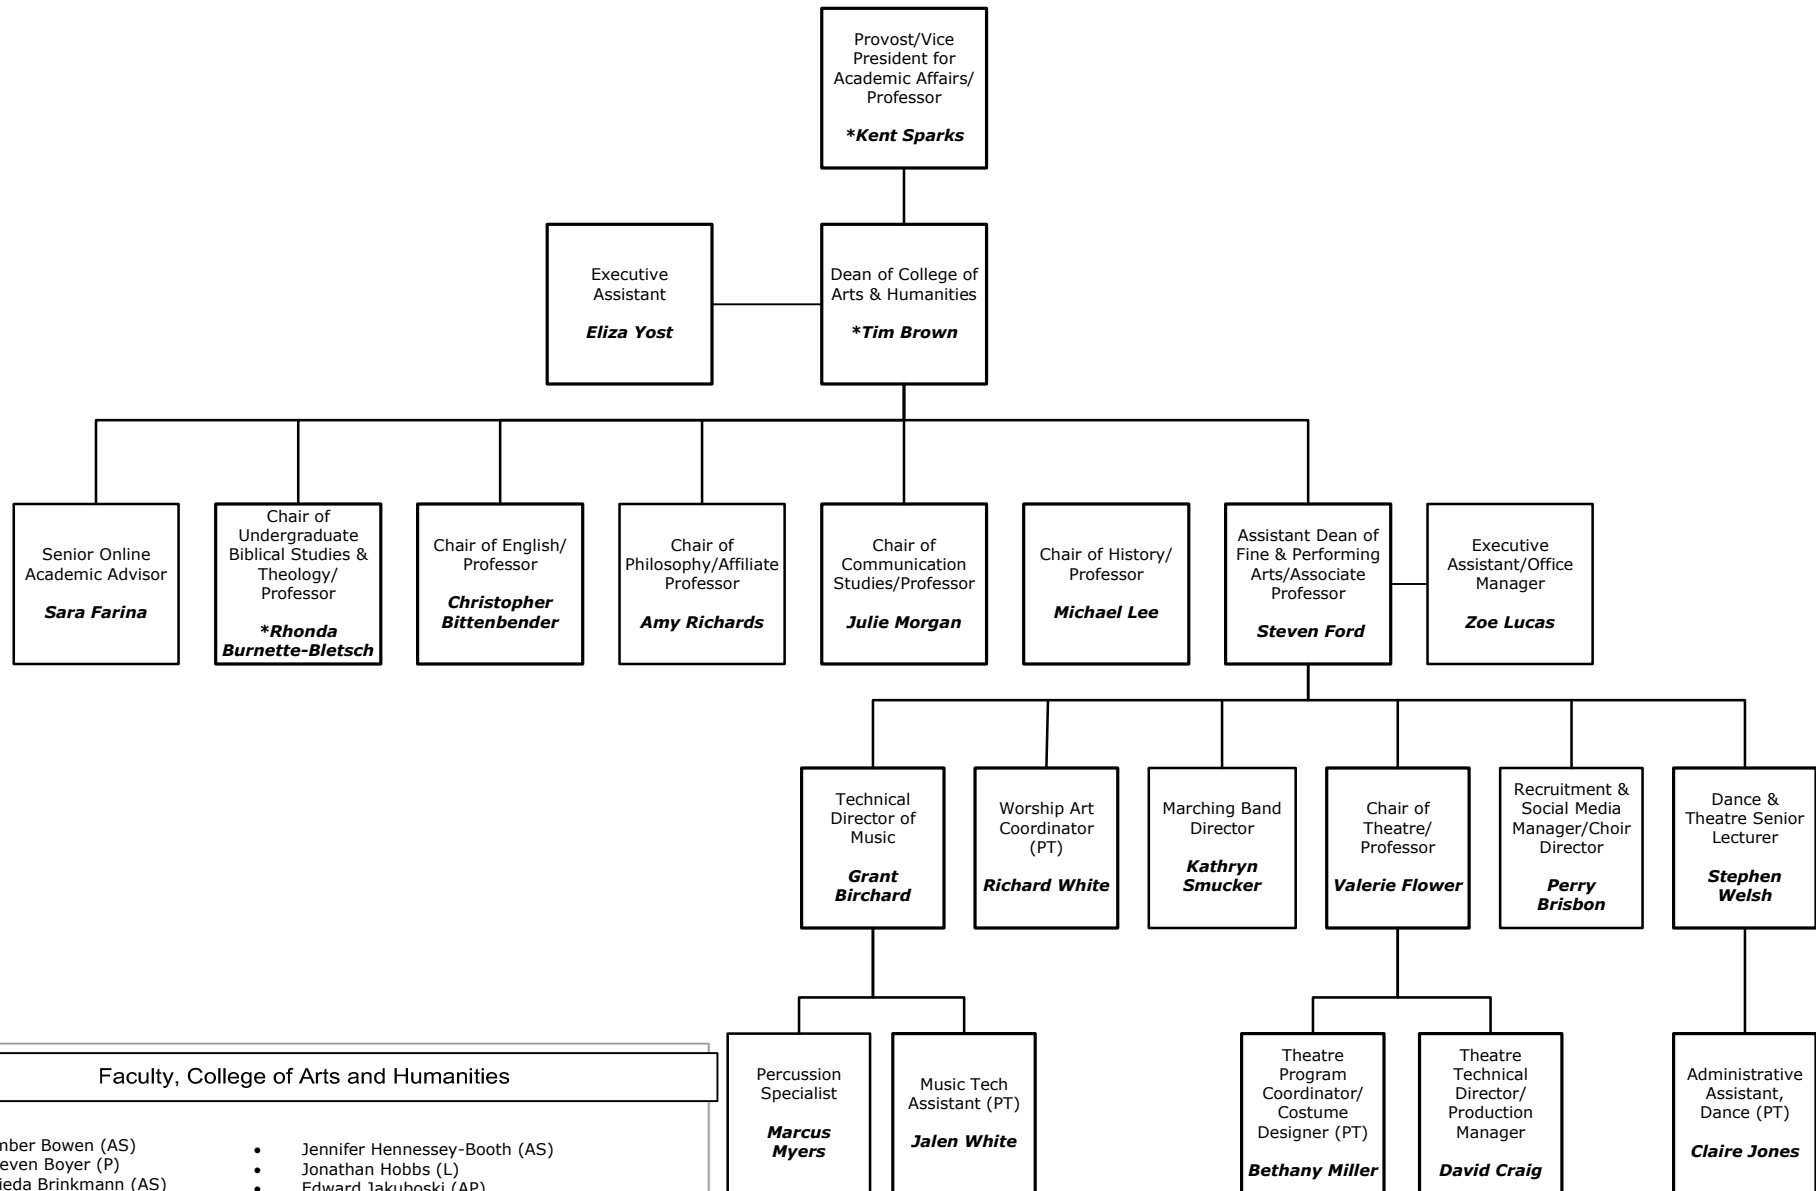 Provost/Vice
President for
Academic Affairs/
Professor
*Kent Sparks
Executive
Assistant
Eliza Yost
Dean of College of
Arts & Humanities
*Tim Brown
Senior Online
Academic Advisor
Sara Farina
Chair of
Undergraduate
Biblical Studies &
Theology/
Professor
*Rhonda
Burnette-Bletsch
Chair of English/
Professor
Christopher
Bittenbender
Chair of
Philosophy/Affiliate
Professor
Amy Richards
Chair of
Communication
Studies/Professor
Julie Morgan
Chair of History/
Professor
Michael Lee
Assistant Dean of
Fine & Performing
Arts/Associate
Professor
Steven Ford
Executive
Assistant/Office
Manager
Zoe Lucas
Technical
Director of
Music
Grant
Birchard
Worship Art
Coordinator
(PT)
Richard White
Marching Band
Director
Kathryn
Smucker
Chair of
Theatre/
Professor
Valerie Flower
Recruitment &
Social Media
Manager/Choir
Director
Perry
Brisbon
Dance &
Theatre Senior
Lecturer
Stephen
Welsh
Percussion
Specialist
Marcus
Myers
Music Tech
Assistant (PT)
Jalen White
Theatre
Program
Coordinator/
Costume
Designer (PT)
Bethany Miller
Theatre
Technical
Director/
Production
Manager
David Craig
Administrative
Assistant,
Dance (PT)
Claire Jones
Faculty, College of Arts and Humanities
Bowen (AS)
Boyer (P)
Brinkmann (AS)
• Jennifer Hennessey-Booth (AS)
• Jonathan Hobbs (L)
• Edward Jakuboski (AP)